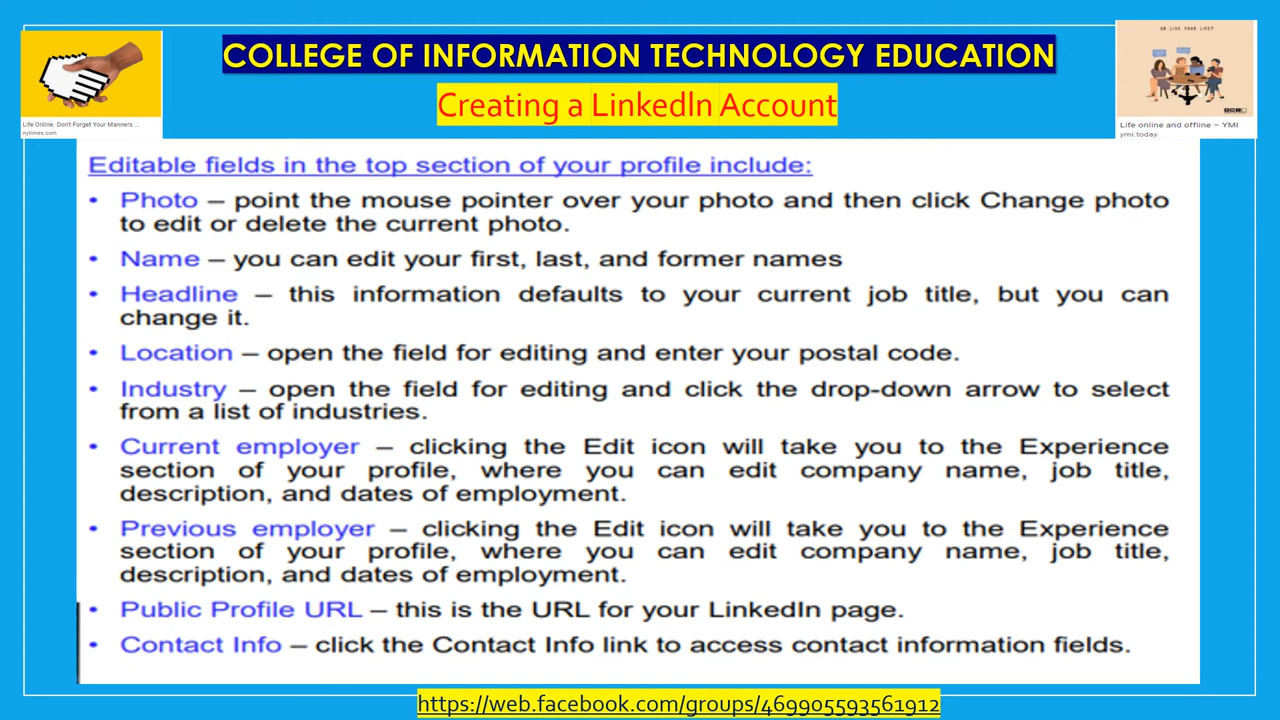 COLLEGE OF INFORMATION TECHNOLOGY EDUCATION
Creating a LinkedIn Account
Life Online: Don't Forget Your Manners ...
nytimes.com
OR LIVE YOUR LIFE?
Life online and offline – YMI
ymi.today
Editable fields in the top section of your profile include:
• Photo – point the mouse pointer over your photo and then click Change photo
to edit or delete the current photo.
• Name – you can edit your first, last, and former names
• Headline – this information defaults to your current job title, but you can
change it.
• Location – open the field for editing and enter your postal code.
• Industry – open the field for editing and click the drop-down arrow to select
from a list of industries.
• Current employer – clicking the Edit icon will take you to the Experience
section of your profile, where you can edit company name, job title,
description, and dates of employment.
• Previous employer – clicking the Edit icon will take you to the Experience
section of your profile, where you can edit company name, job title,
description, and dates of employment.
• Public Profile URL – this is the URL for your LinkedIn page.
• Contact Info – click the Contact Info link to access contact information fields.
https://web.facebook.com/groups/469905593561912